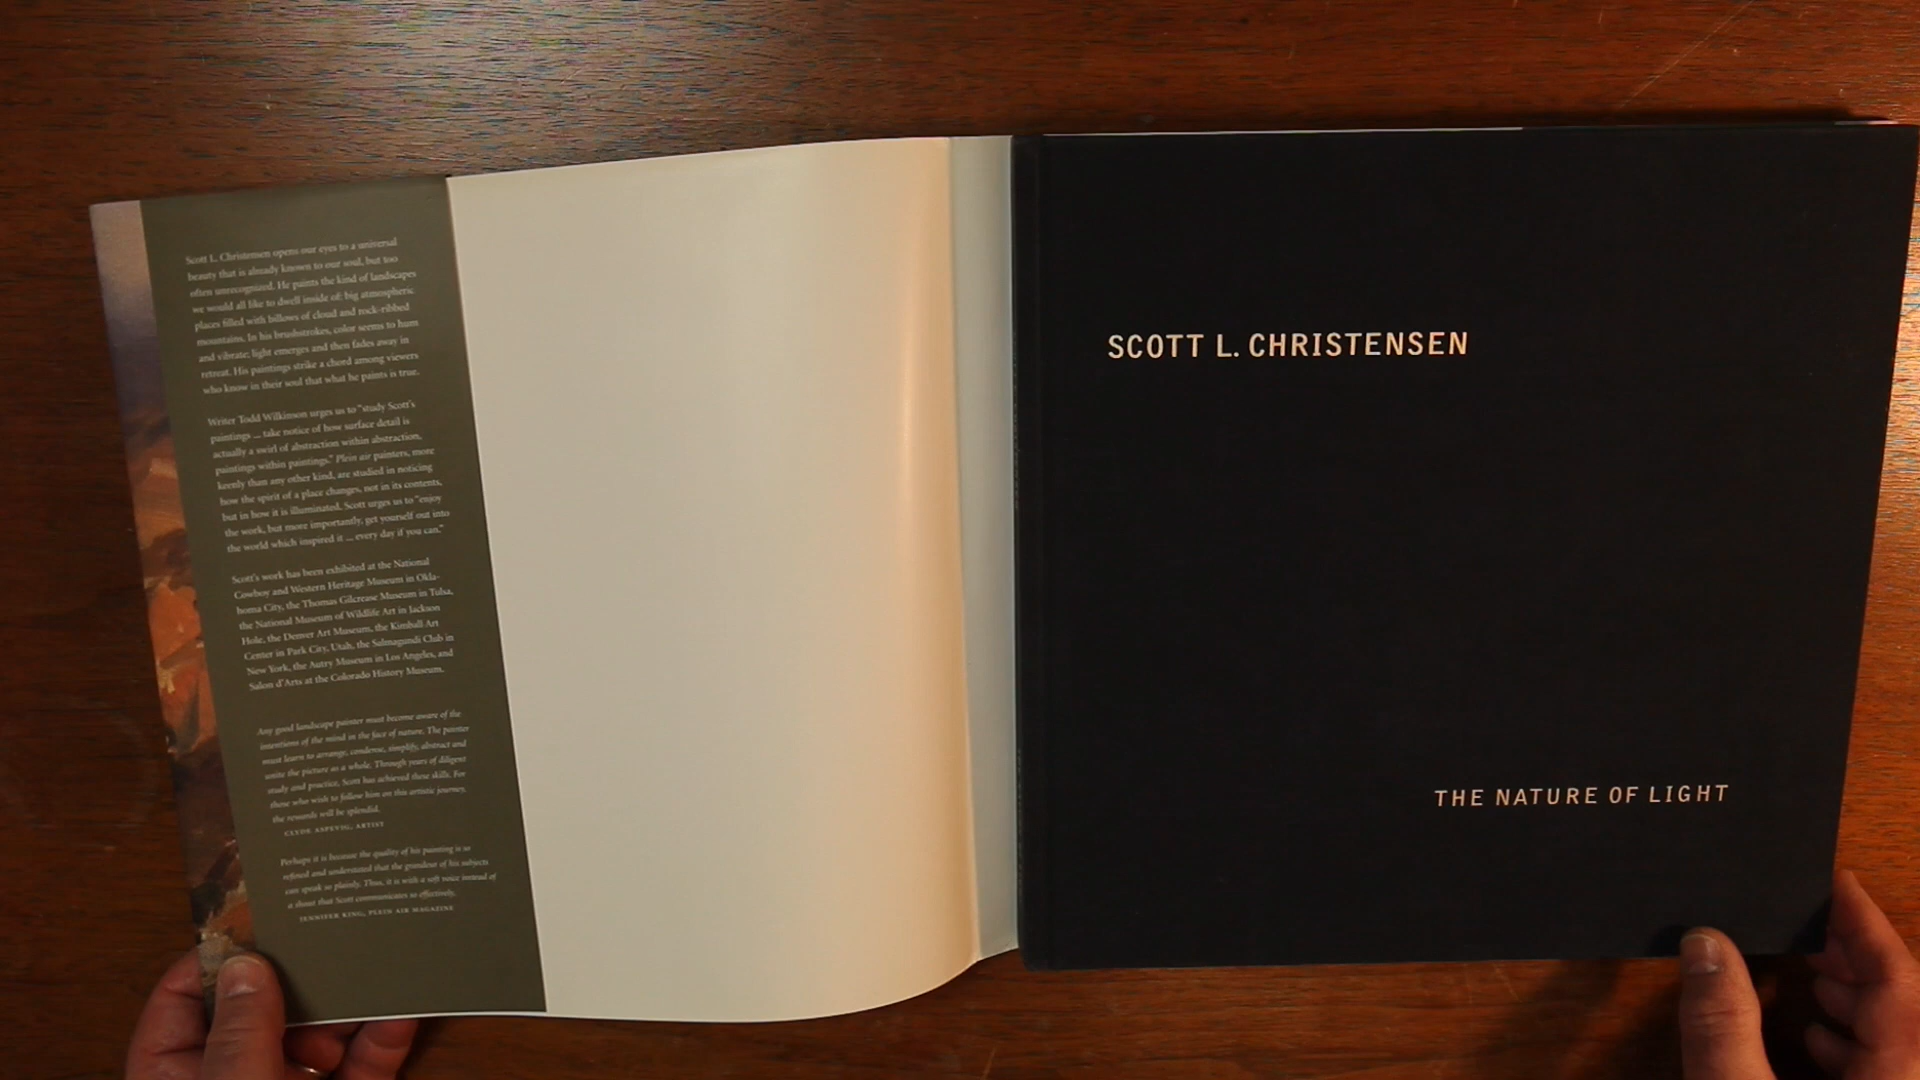 Scott L. Christensen opens our eyes to a universal
beauty that is already known to our soul, but too
often unrecognized. He paints the kind of landscapes
we would all like to dwell inside of: big atmospheric
places filled with billows of cloud and rock-ribbed
mountains. In his brushstrokes, color seems to hum
and vibrate; light emerges and then fades away in
retreat. His paintings strike a chord among viewers
who know in their soul that what he paints is true.
Writer Todd Wilkinson urges us to "study Scott's
paintings ... take notice of how surface detail is
actually a swirl of abstraction within abstraction,
paintings within paintings." Plein air painters, more
keenly than any other kind, are studied in noticing
how the spirit of a place changes, not in its contents,
but in how it is illuminated. Scott urges us to "enjoy
the work, but more importantly, get yourself out into
the world which inspired it ... every day if you can."
Scott's work has been exhibited at the National
Cowboy and Western Heritage Museum in Okla-
homa City, the Thomas Gilcrease Museum in Tulsa,
the National Museum of Wildlife Art in Jackson
Hole, the Denver Art Museum, the Kimball Art
Center in Park City, Utah, the Salmagundi Club in
New York, the Autry Museum in Los Angeles, and
Salon d'Arts at the Colorado History Museum.
Any good landscape painter must become aware of the
intentions of the mind in the face of nature. The painter
must learn to arrange, condense, simplify, abstract and
unite the picture as a whole. Through years of diligent
study and practice, Scott has achieved these skills. For
those who wish to follow him on this artistic journey,
the rewards will be splendid.
CLYDE ASPEVIG, ARTIST
Perhaps it is because the quality of his painting is so
refined and understated that the grandeur of his subjects
can speak so plainly. Thus, it is with a soft voice instead of
a shout that Scott communicates so effectively.
JENNIFER KING, PLEIN AIR MAGAZINE
SCOTT L. CHRISTENSEN
THE NATURE OF LIGHT